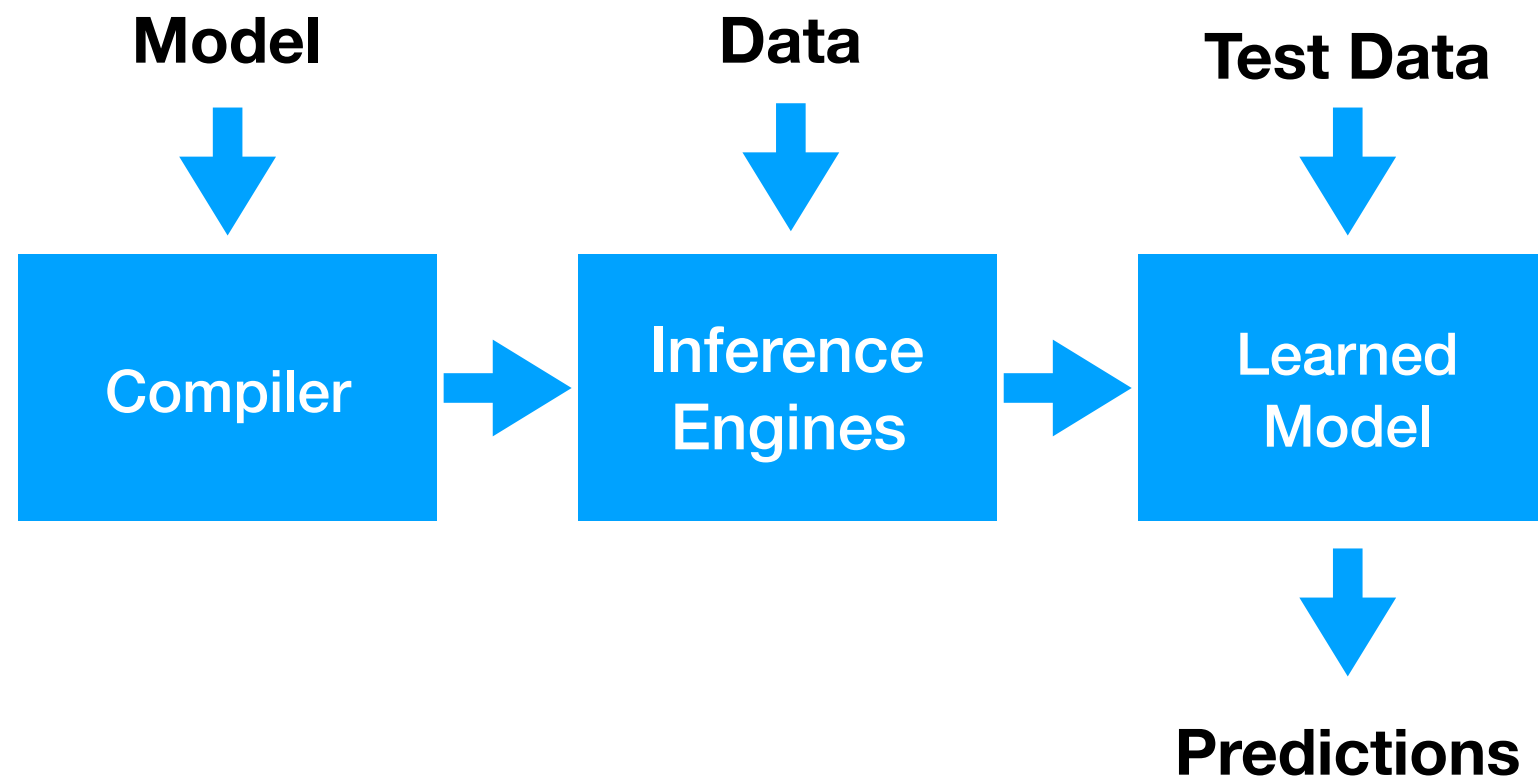 Model
Data
Test Data
Compiler
Inference
Engines
Learned
Model
Predictions